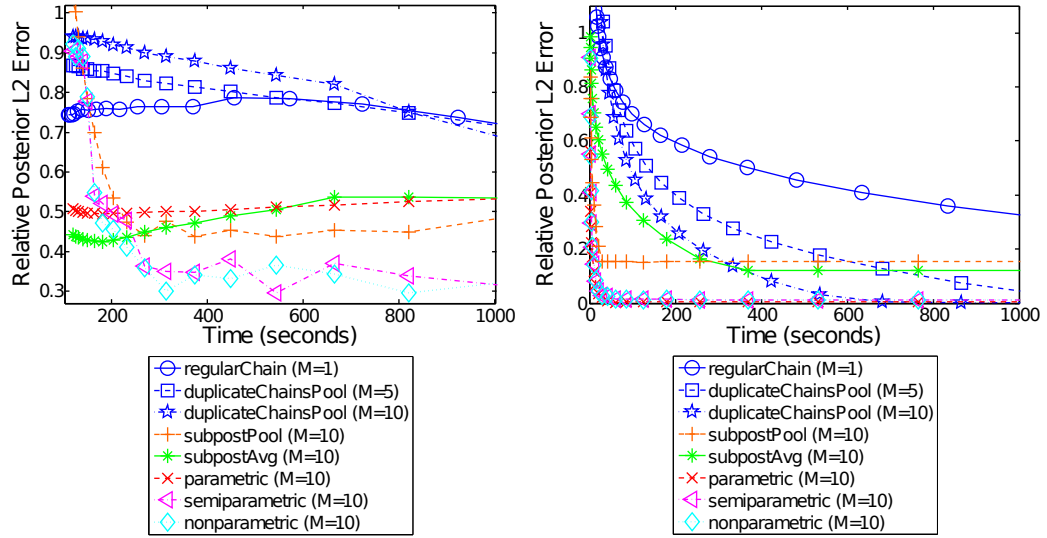 Relative Posterior L2 Error
1
0.9
0.8
0.7
0.6
0.5
0.4
0.3
200 400 600 800 1000
Time (seconds)
regularChain (M=1)
duplicateChainsPool (M=5)
duplicateChainsPool (M=10)
subpostPool (M=10)
subpostAvg (M=10)
parametric (M=10)
semiparametric (M=10)
nonparametric (M=10)
Relative Posterior L2 Error
1
0.8
0.6
0.4
0.2
0
0 200 400 600 800 1000
Time (seconds)
regularChain (M=1)
duplicateChainsPool (M=5)
duplicateChainsPool (M=10)
subpostPool (M=10)
subpostAvg (M=10)
parametric (M=10)
semiparametric (M=10)
nonparametric (M=10)